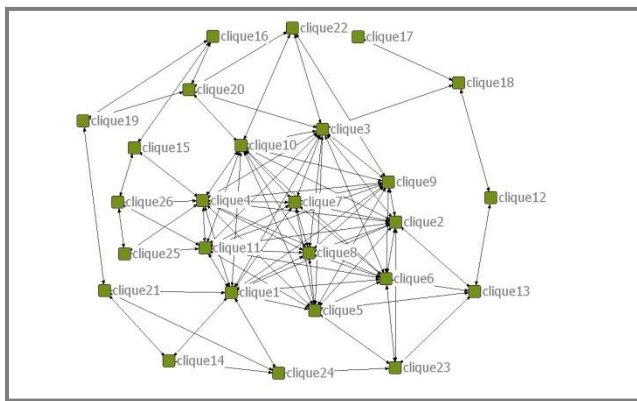 clique22
clique16
clique17
clique20
clique18
clique19
clique3
clique15
clique10
clique9
clique12
clique26
clique4
clique7
clique2
clique11
clique25
clique8
clique6
clique21
clique1
clique13
clique5
clique14
clique24
clique23